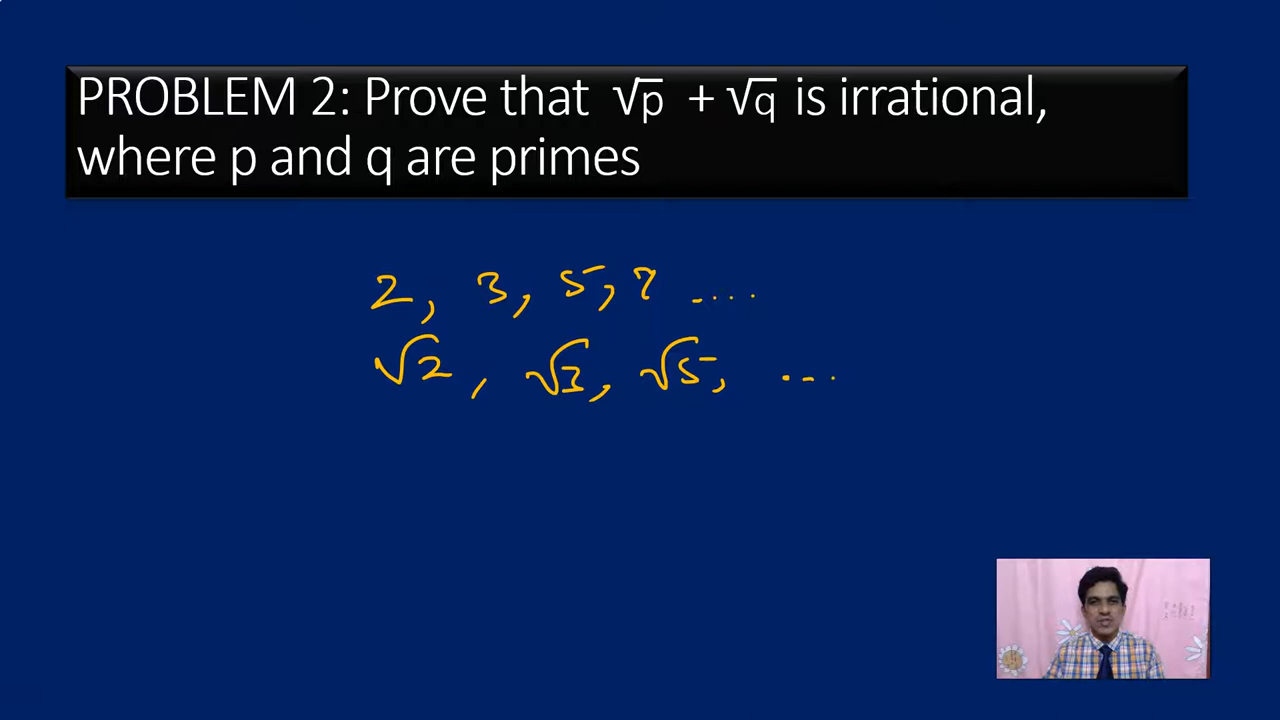 PROBLEM 2: Prove that √p + √q is irrational,
where p and q are primes
2, 3, 5, 7 ....
√2, √3, √5, ...